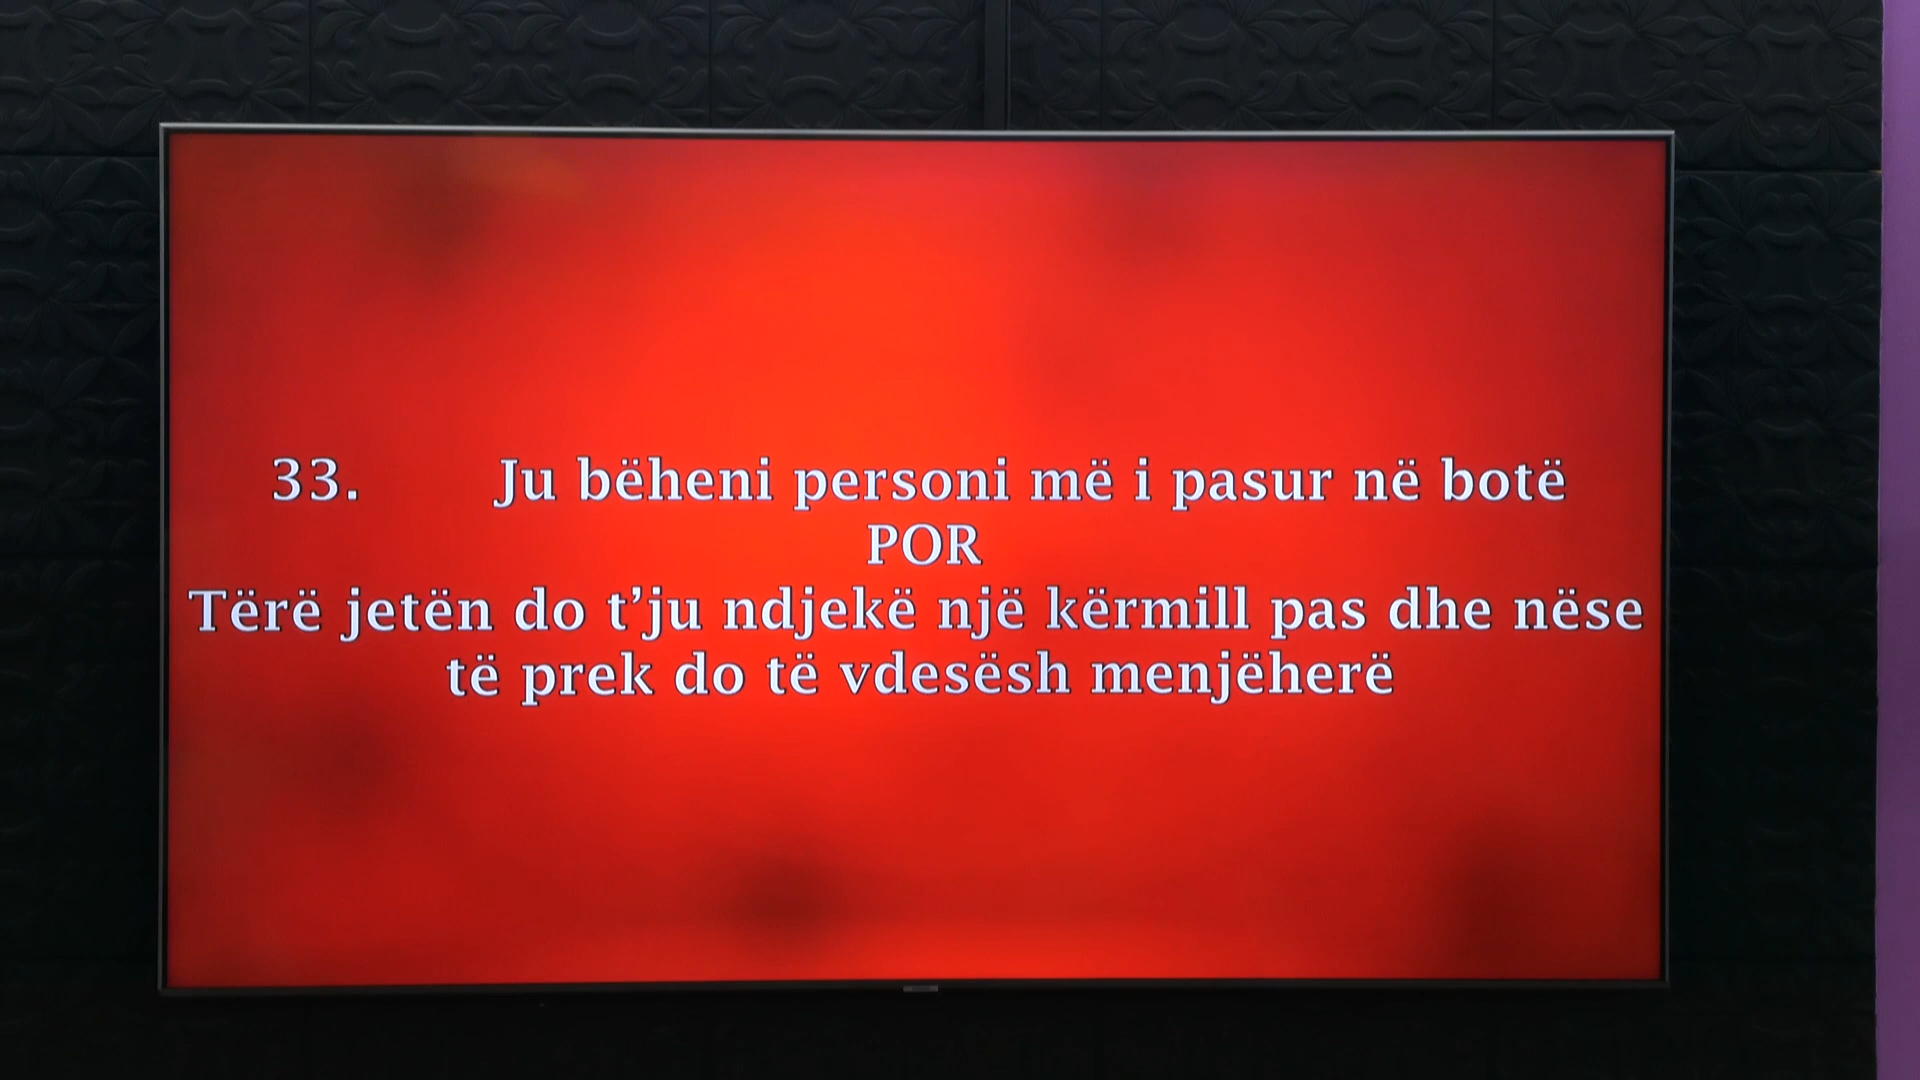 33. Ju bëheni personi më i pasur në botë
POR
Tërë jetën do t’ju ndjekë një kërmill pas dhe nëse
të prek do të vdesësh menjëherë